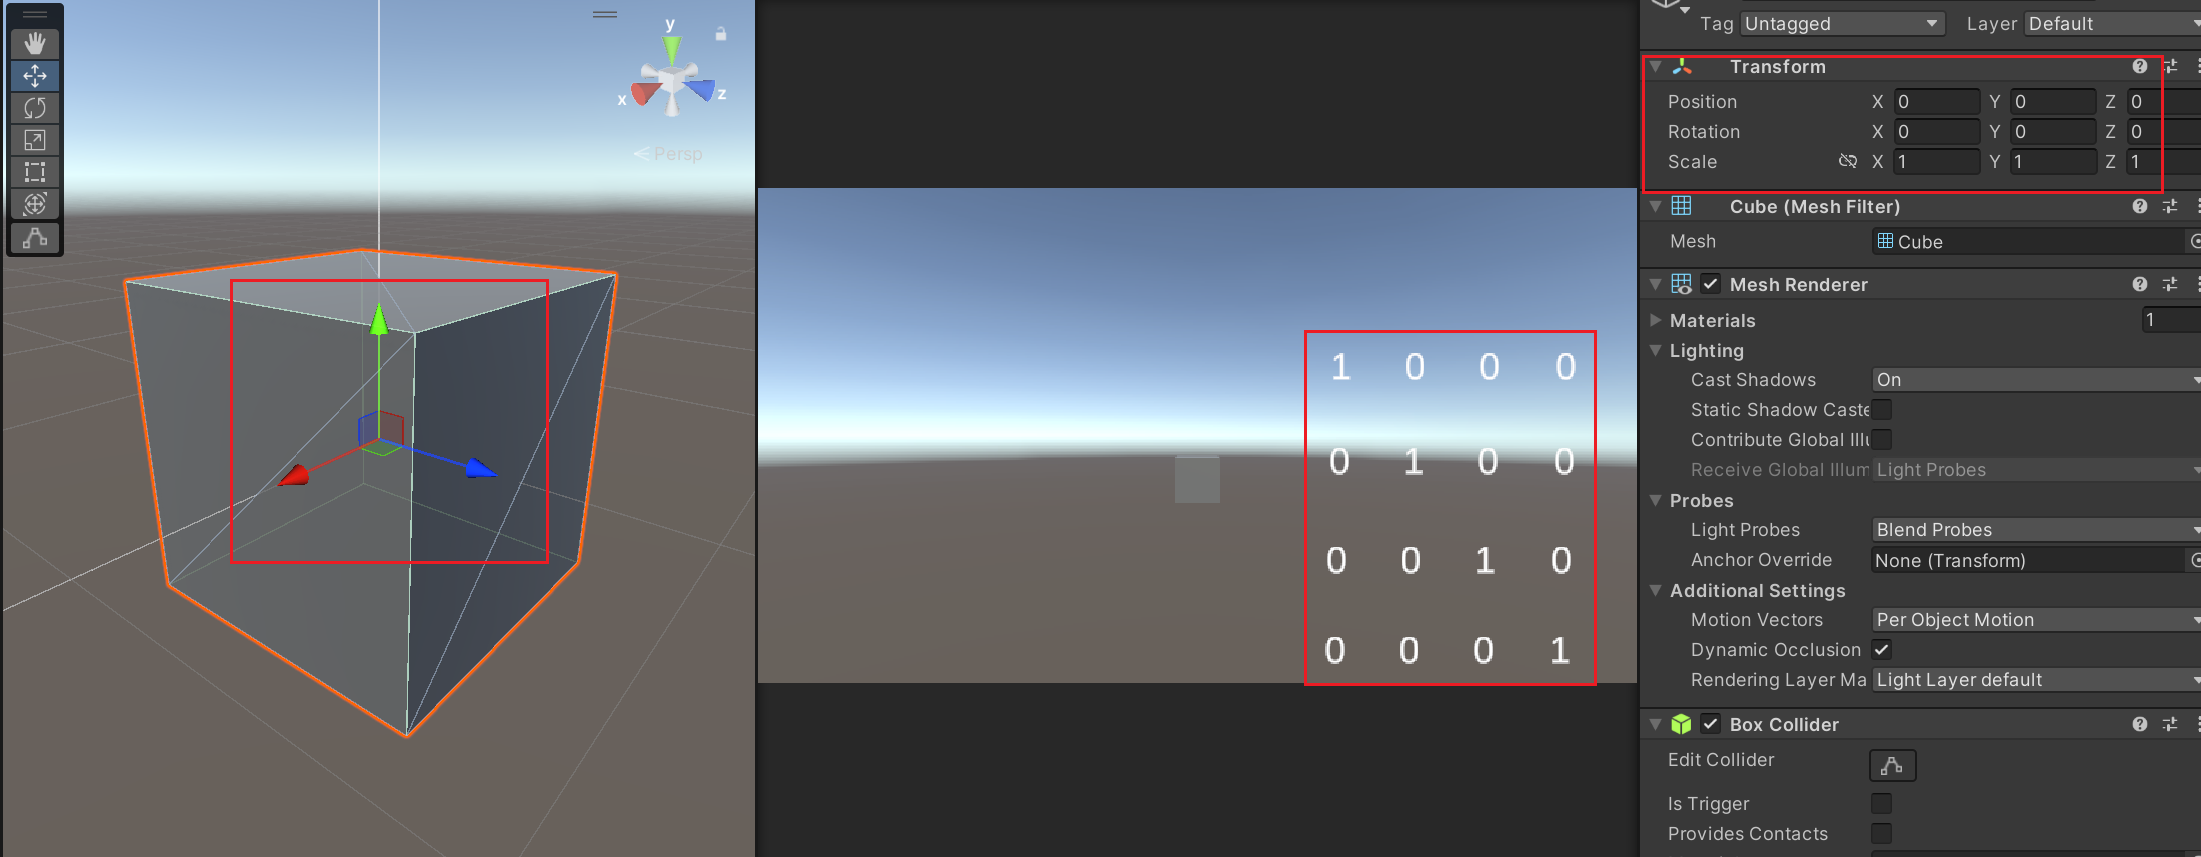 y
x
z
Persp
1 0 0 0
0 1 0 0
0 0 1 0
0 0 0 1
Tag Untagged Layer Default
Transform
Position X 0 Y 0 Z 0
Rotation X 0 Y 0 Z 0
Scale X 1 Y 1 Z 1
Cube (Mesh Filter)
Mesh Cube
Mesh Renderer
Materials 1
Lighting
Cast Shadows On
Static Shadow Caste
Contribute Global Illu
Receive Global Illum Light Probes
Probes
Light Probes Blend Probes
Anchor Override None (Transform)
Additional Settings
Motion Vectors Per Object Motion
Dynamic Occlusion
Rendering Layer Ma Light Layer default
Box Collider
Edit Collider
Is Trigger
Provides Contacts